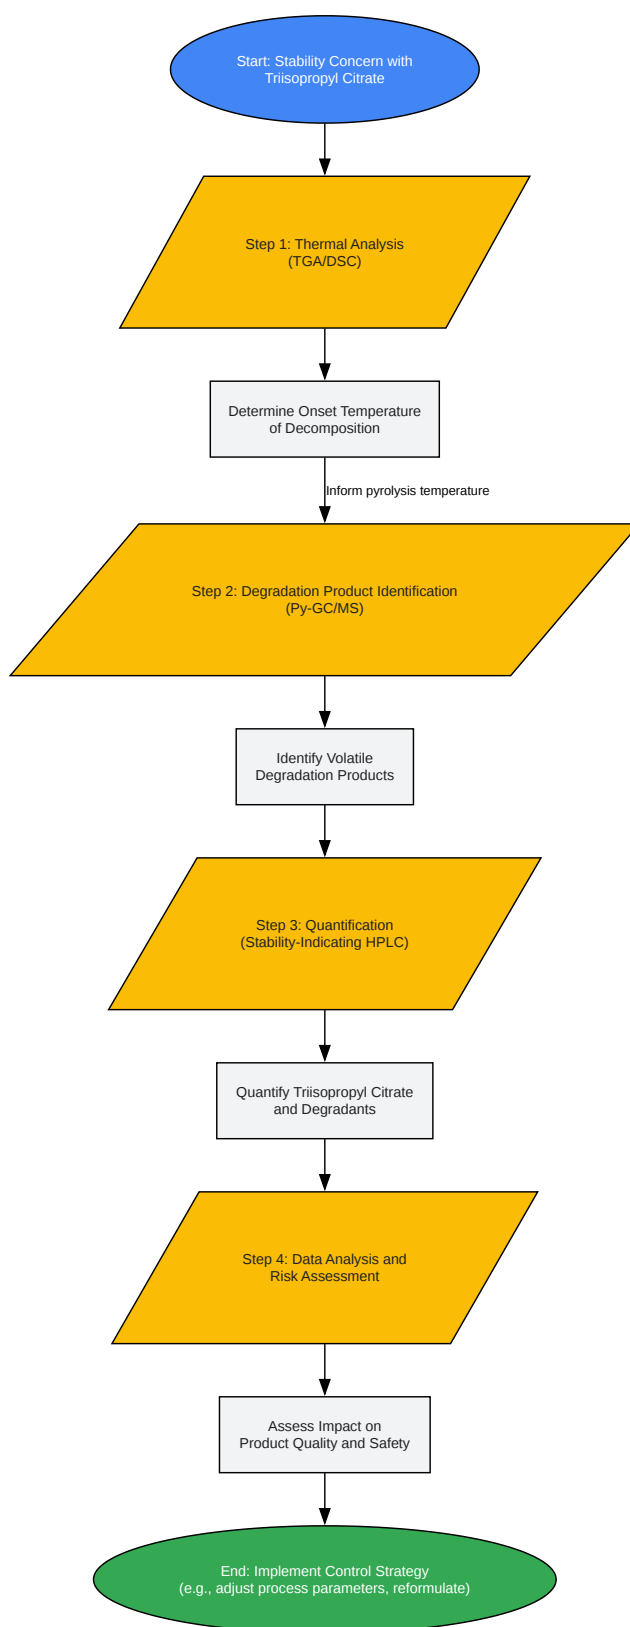 Start: Stability Concern with
Triisopropyl Citrate
Step 1: Thermal Analysis
(TGA/DSC)
Determine Onset Temperature
of Decomposition
Inform pyrolysis temperature
Step 2: Degradation Product Identification
(Py-GC/MS)
Identify Volatile
Degradation Products
Step 3: Quantification
(Stability-Indicating HPLC)
Quantify Triisopropyl Citrate
and Degradants
Step 4: Data Analysis and
Risk Assessment
Assess Impact on
Product Quality and Safety
End: Implement Control Strategy
(e.g., adjust process parameters, reformulate)